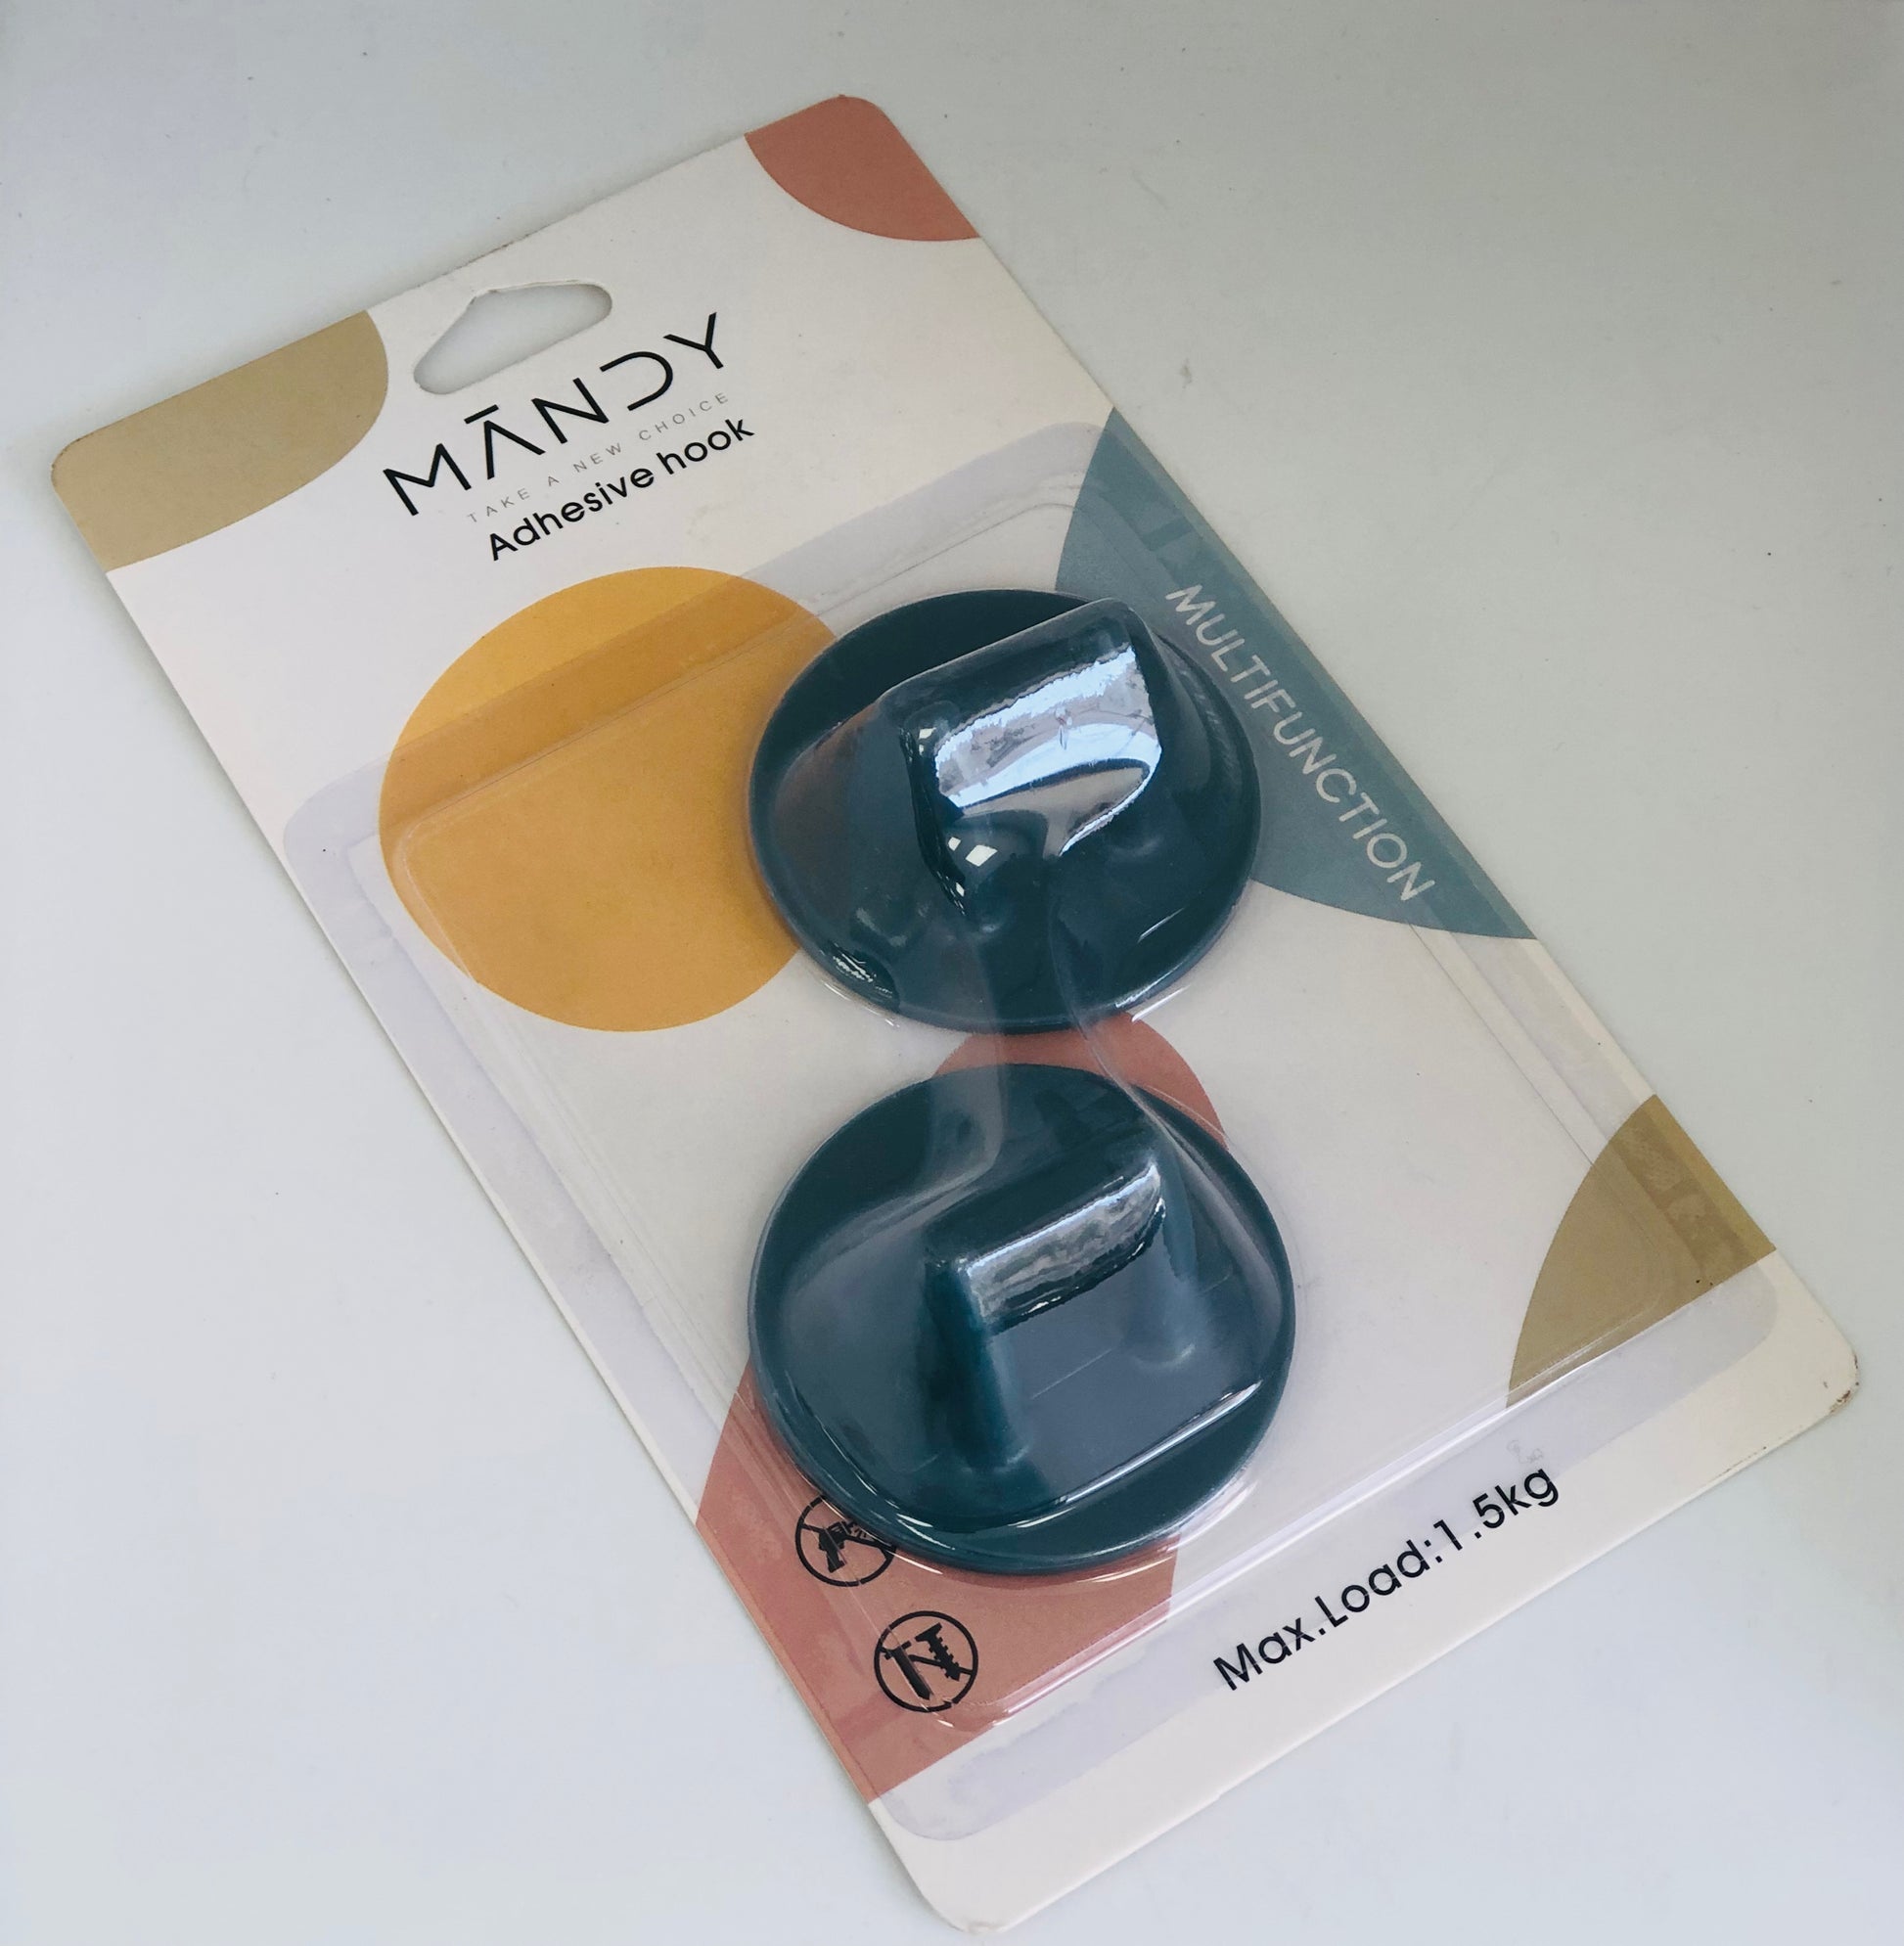 MĀNDY
TAKE A NEW CHOICE
Adhesive hook
MULTIFUNCTION
Max.Load:1.5kg